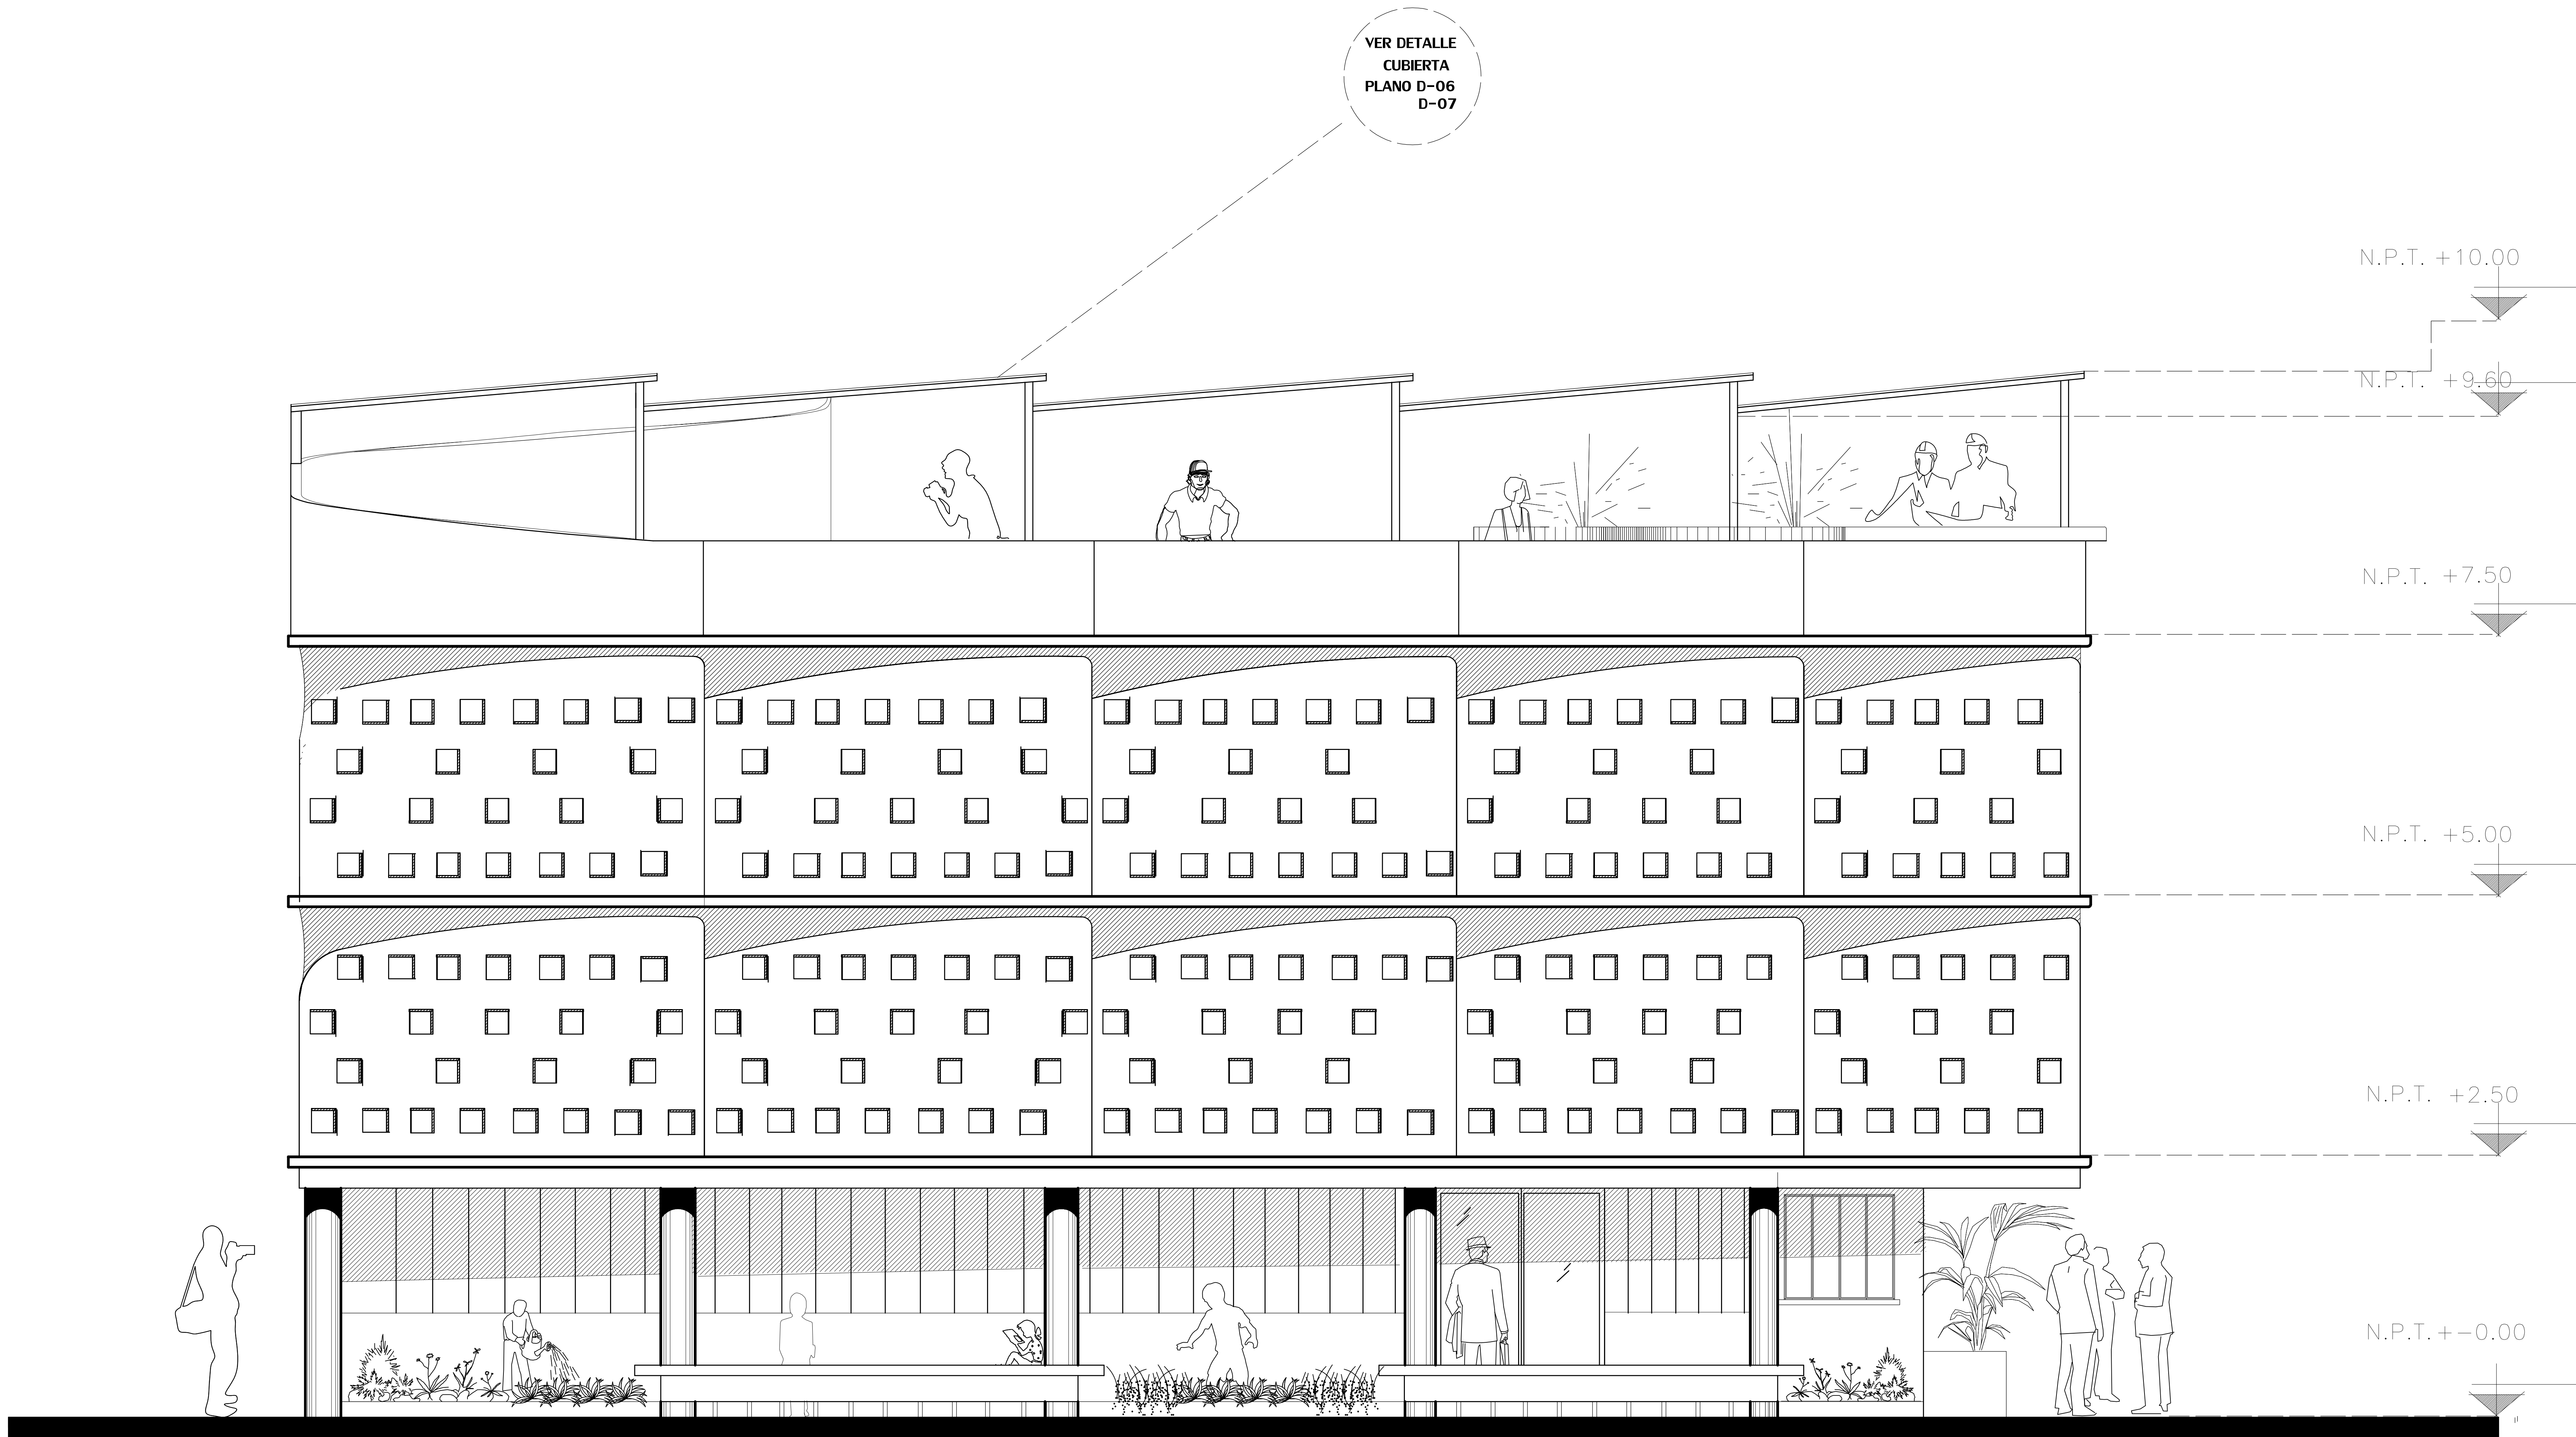 VER DETALLE
CUBIERTA
PLANO D-06
D-07
N.P.T. +10.00
N.P.T. +9.60
N.P.T. +7.50
N.P.T. +5.00
N.P.T. +2.50
N.P.T. +-0.00